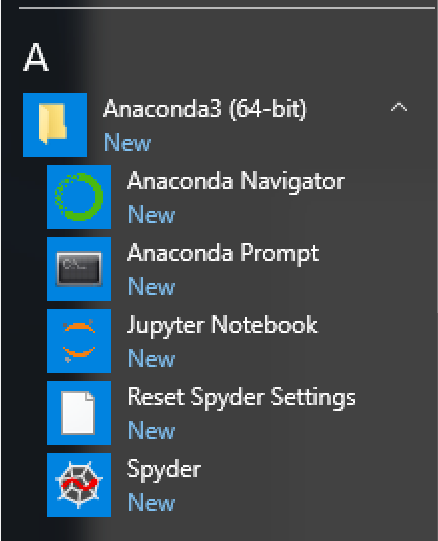 A
Anaconda3 (64-bit)
New
Anaconda Navigator
New
Anaconda Prompt
New
Jupyter Notebook
New
Reset Spyder Settings
New
Spyder
New